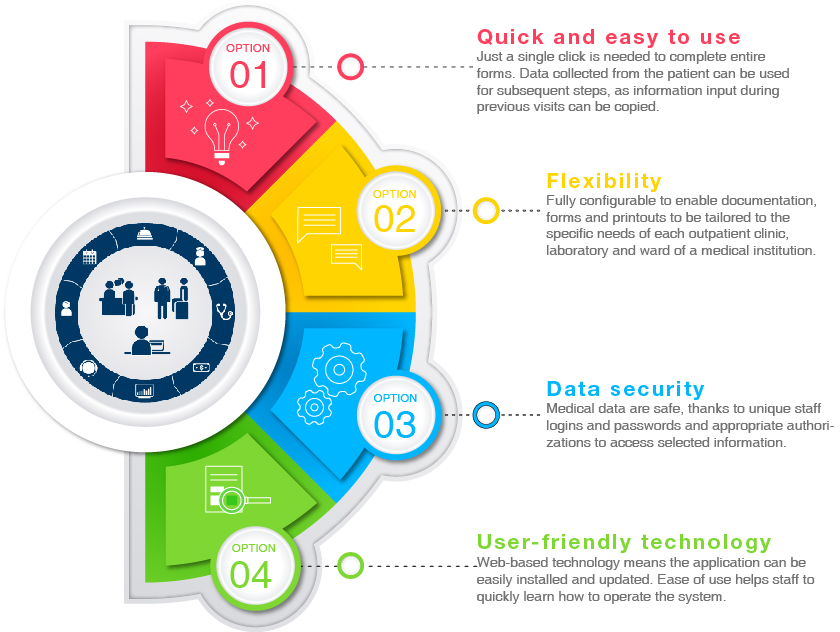 OPTION
01
Quick and easy to use
Just a single click is needed to complete entire
forms. Data collected from the patient can be used
for subsequent steps, as information input during
previous visits can be copied.
OPTION
02
Flexibility
Fully configurable to enable documentation,
forms and printouts to be tailored to the
specific needs of each outpatient clinic,
laboratory and ward of a medical institution.
OPTION
03
Data security
Medical data are safe, thanks to unique staff
logins and passwords and appropriate authori-
zations to access selected information.
OPTION
04
User-friendly technology
Web-based technology means the application can be
easily installed and updated. Ease of use helps staff to
quickly learn how to operate the system.